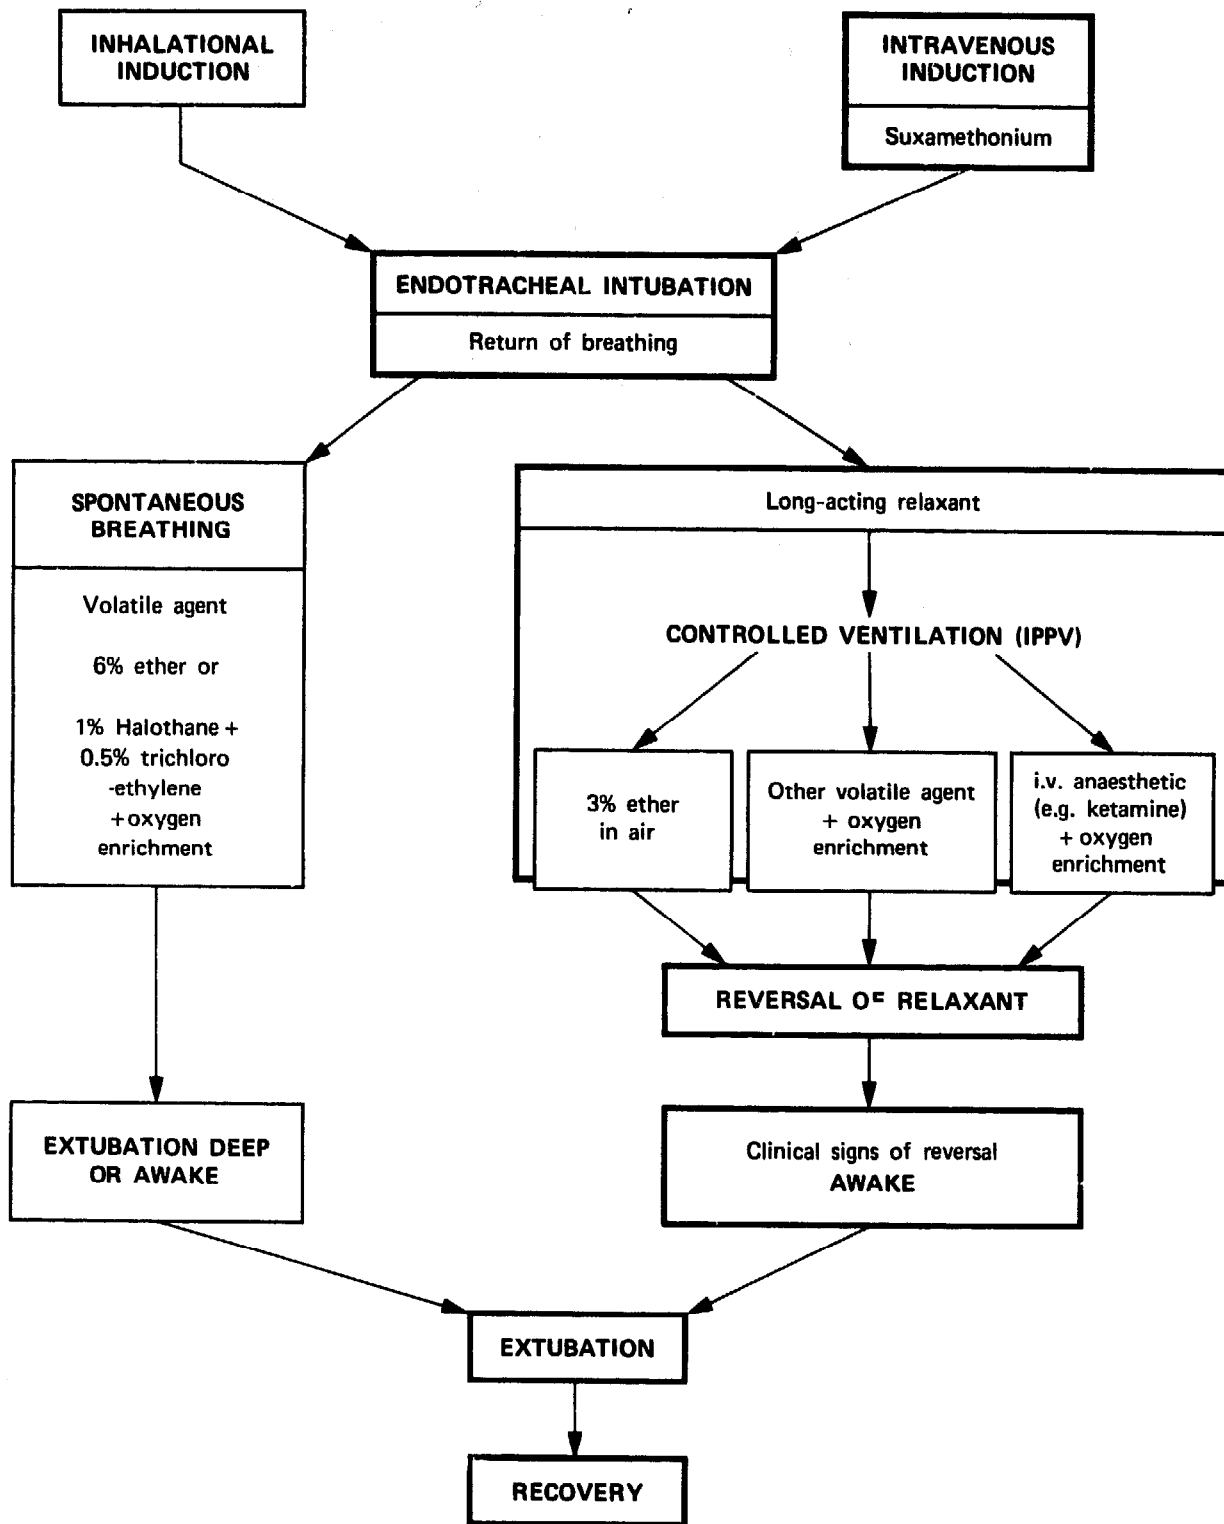 INHALATIONAL
INDUCTION
INTRAVENOUS
INDUCTION
Suxamethonium
ENDOTRACHEAL INTUBATION
Return of breathing
SPONTANEOUS
BREATHING
Volatile agent
6% ether or
1% Halothane +
0.5% trichloro
-ethylene
+oxygen
enrichment
Long-acting relaxant
CONTROLLED VENTILATION (IPPV)
3% ether
in air
Other volatile agent
+ oxygen
enrichment
i.v. anaesthetic
(e.g. ketamine)
+ oxygen
enrichment
REVERSAL OF RELAXANT
EXTUBATION DEEP
OR AWAKE
Clinical signs of reversal
AWAKE
EXTUBATION
RECOVERY